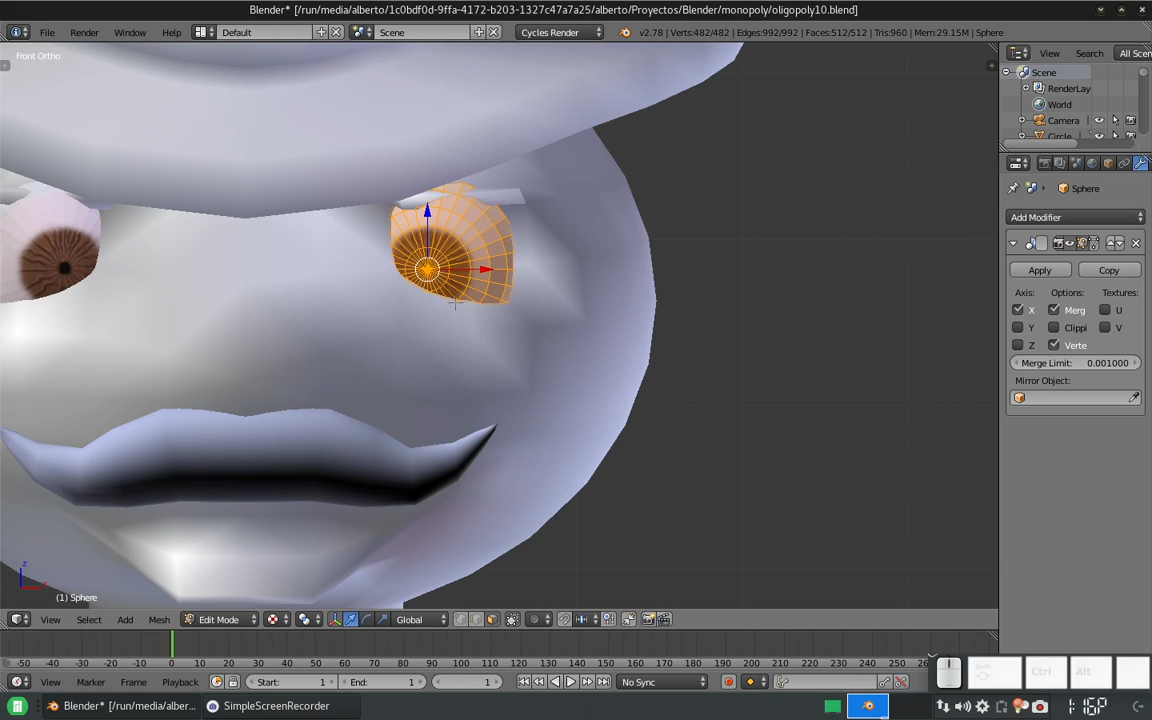 Blender* [/run/media/alberto/1c0bdf0d-9ffa-4172-b203-1327c47a7a25/alberto/Proyectos/Blender/monopoly/oligopoly10.blend]
File Render Window Help Default Scene Cycles Render v2.78 | Verts:482/482 | Edges:992/992 | Faces:512/512 | Tris:960 | Mem:29.15M | Sphere
Front Ortho
View Search All Scen
Scene
RenderLay
World
Camera
Circle
Sphere
Add Modifier
Apply Copy
Axis: Options: Textures:
X Merg U
Y Clippi V
Z Verte
Merge Limit: 0.001000
Mirror Object:
z
(1) Sphere
View Select Add Mesh Edit Mode Global
-50 -40 -30 -20 -10 0 10 20 30 40 50 60 70 80 90 100 110 120 130 140 150 160 170 180 190 200 210 220 230 240 250
View Marker Frame Playback Start: 1 End: 1 1 No Sync
Ctrl Alt
Blender* [/run/media/alber... SimpleScreenRecorder